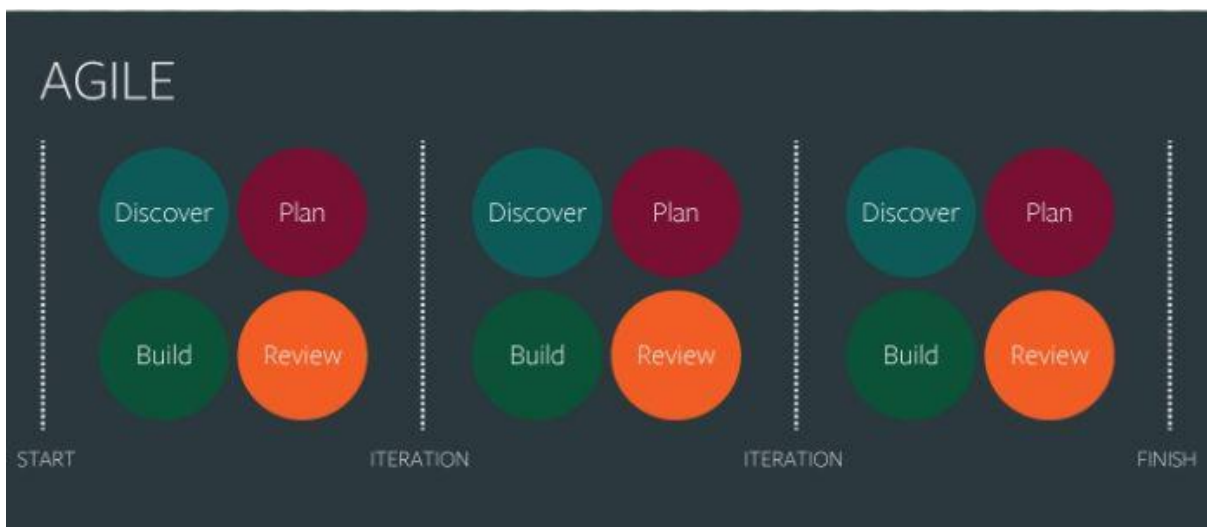 AGILE
Discover Plan Discover Plan Discover Plan
Build Review Build Review Build Review
START ITERATION ITERATION FINISH